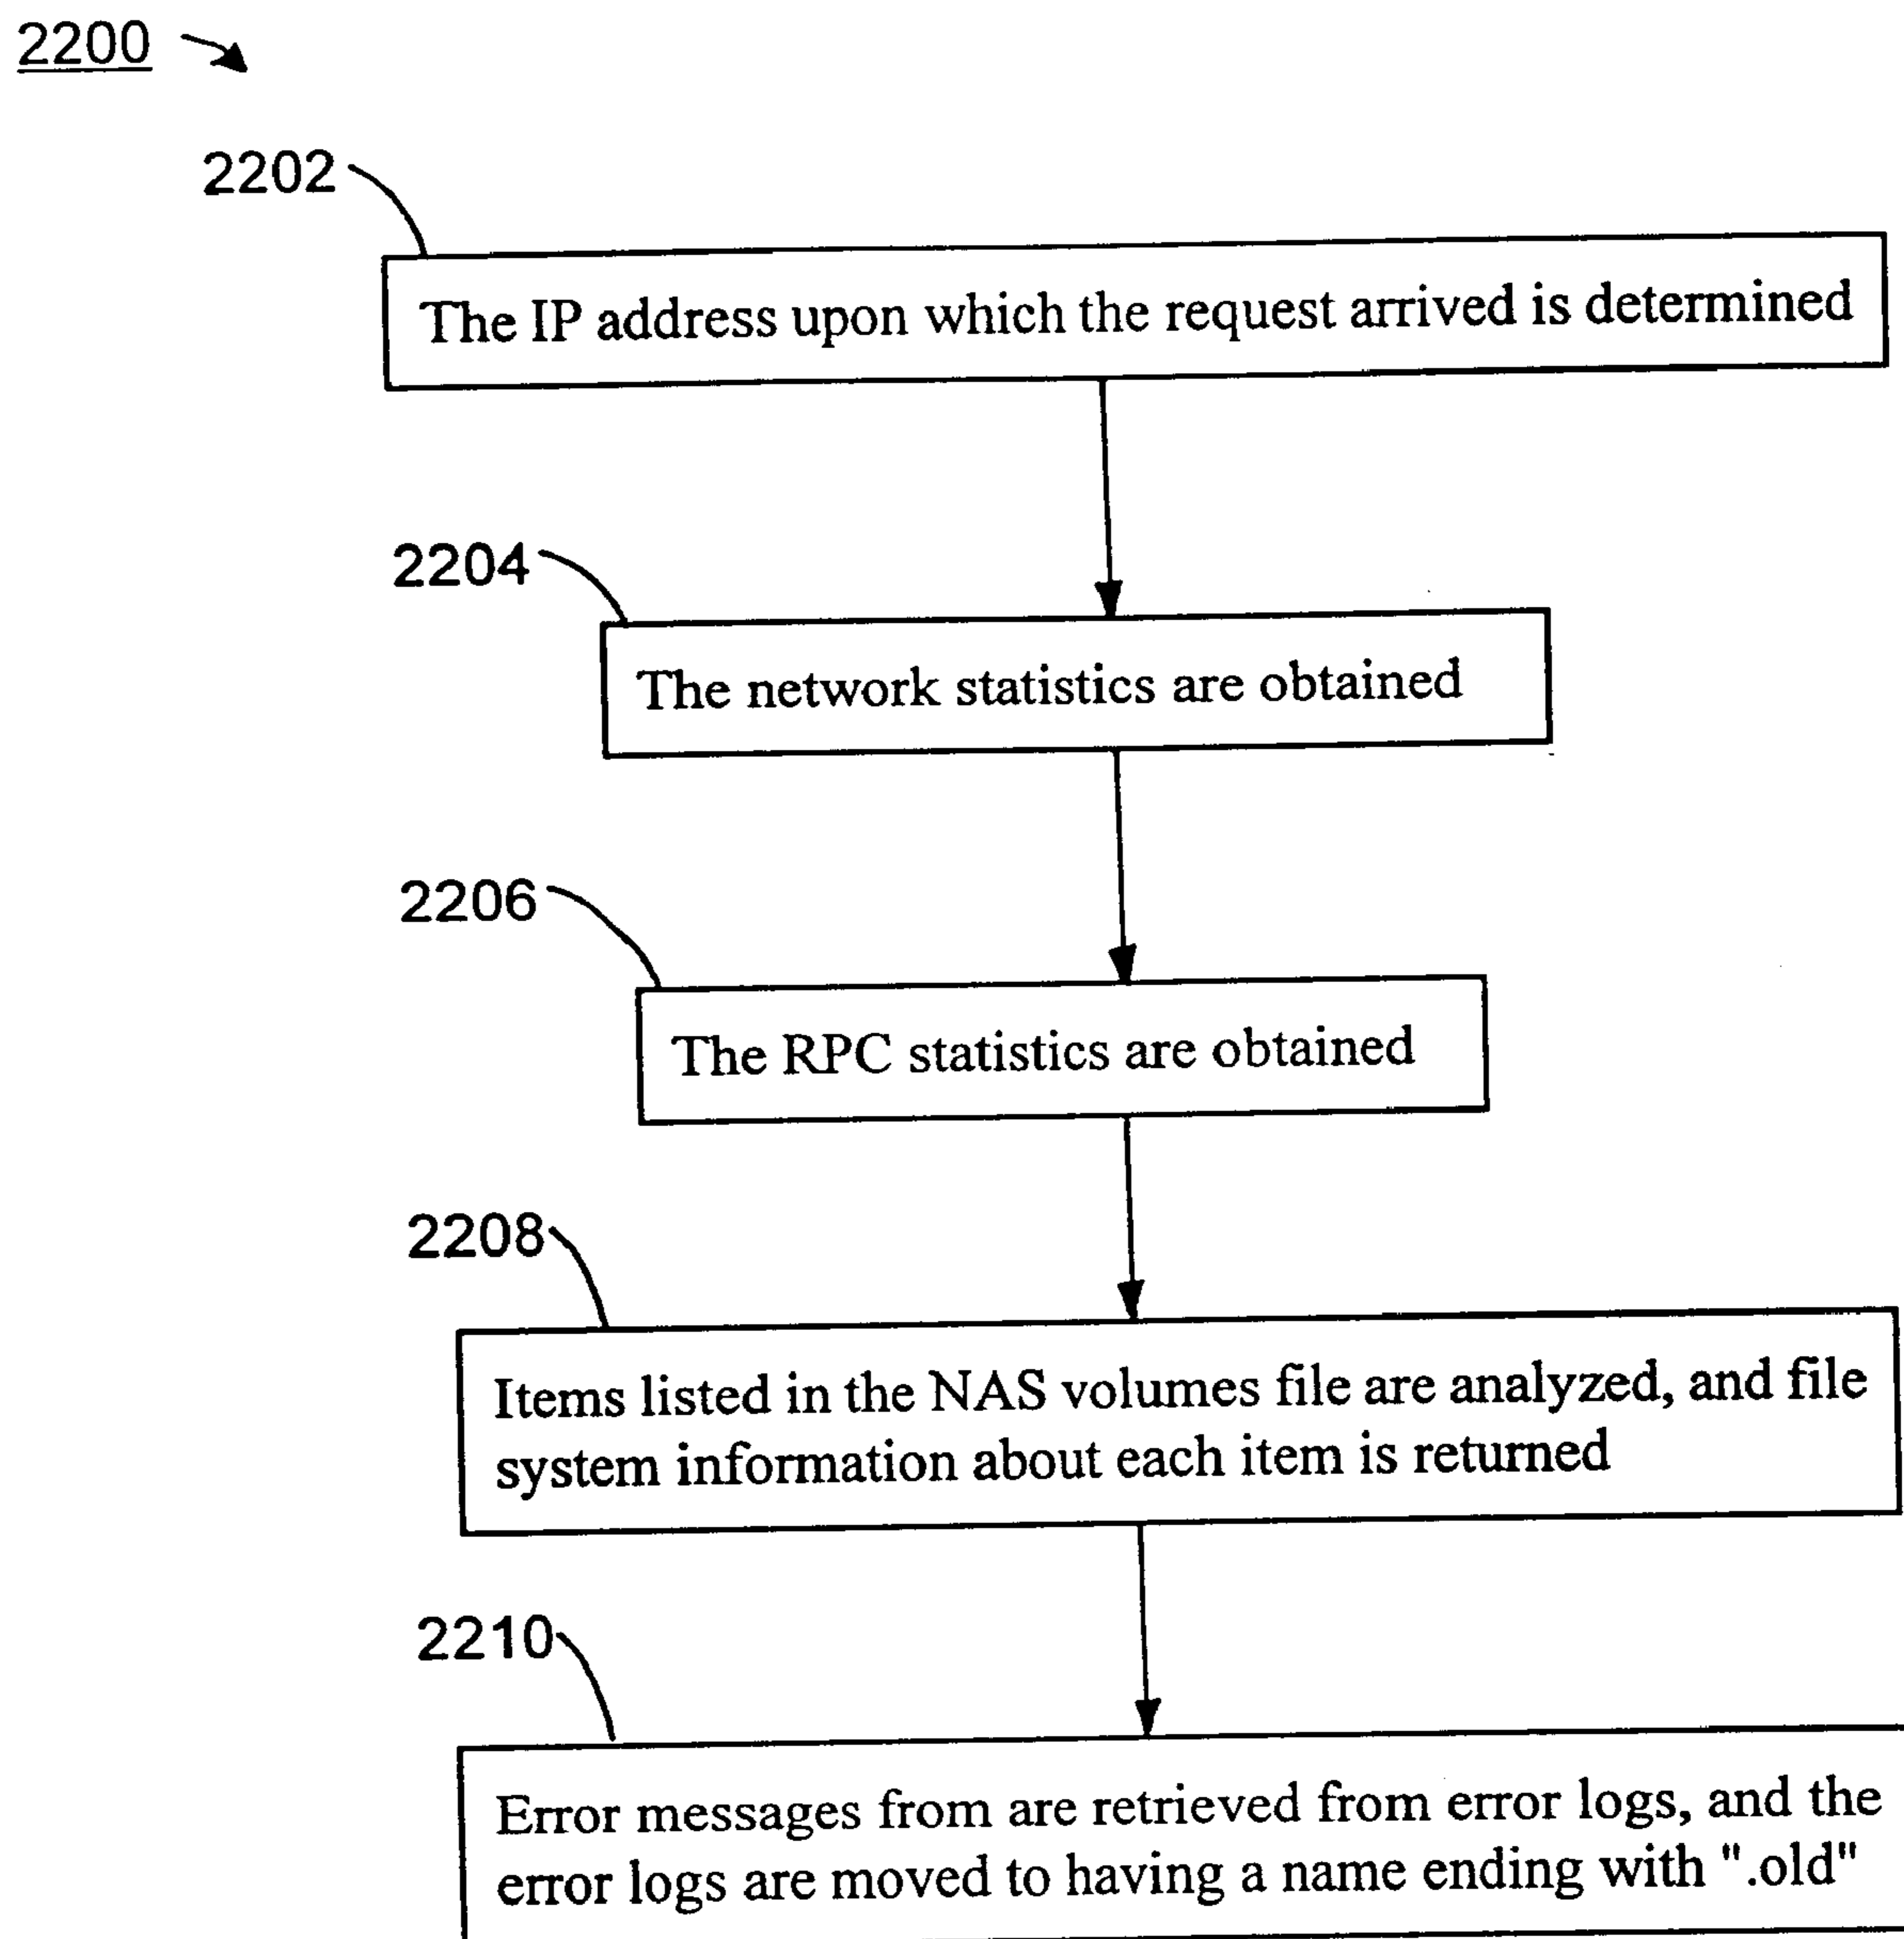 2200
2202
The IP address upon which the request arrived is determined
2204
The network statistics are obtained
2206
The RPC statistics are obtained
2208
Items listed in the NAS volumes file are analyzed, and file
system information about each item is returned
2210
Error messages from are retrieved from error logs, and the
error logs are moved to having a name ending with ".old"